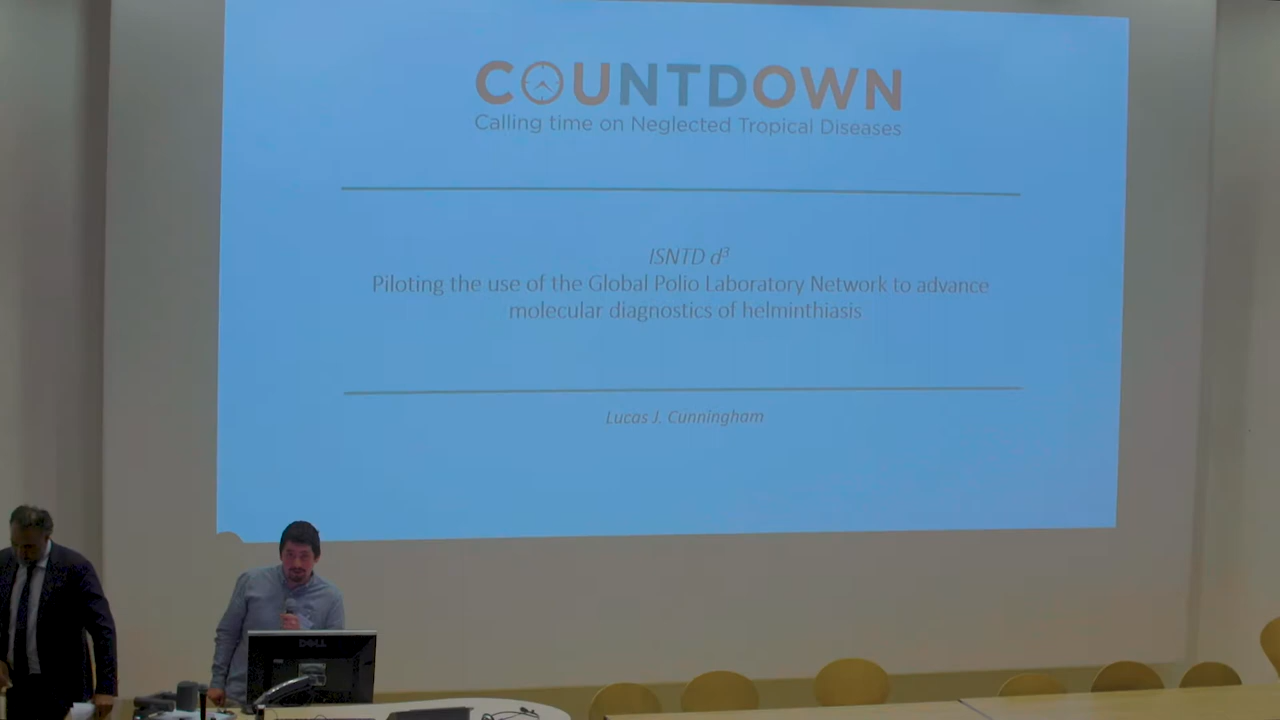 COUNTDOWN
Calling time on Neglected Tropical Diseases
ISNTD d³
Piloting the use of the Global Polio Laboratory Network to advance
molecular diagnostics of helminthiasis
Lucas J. Cunningham
DELL